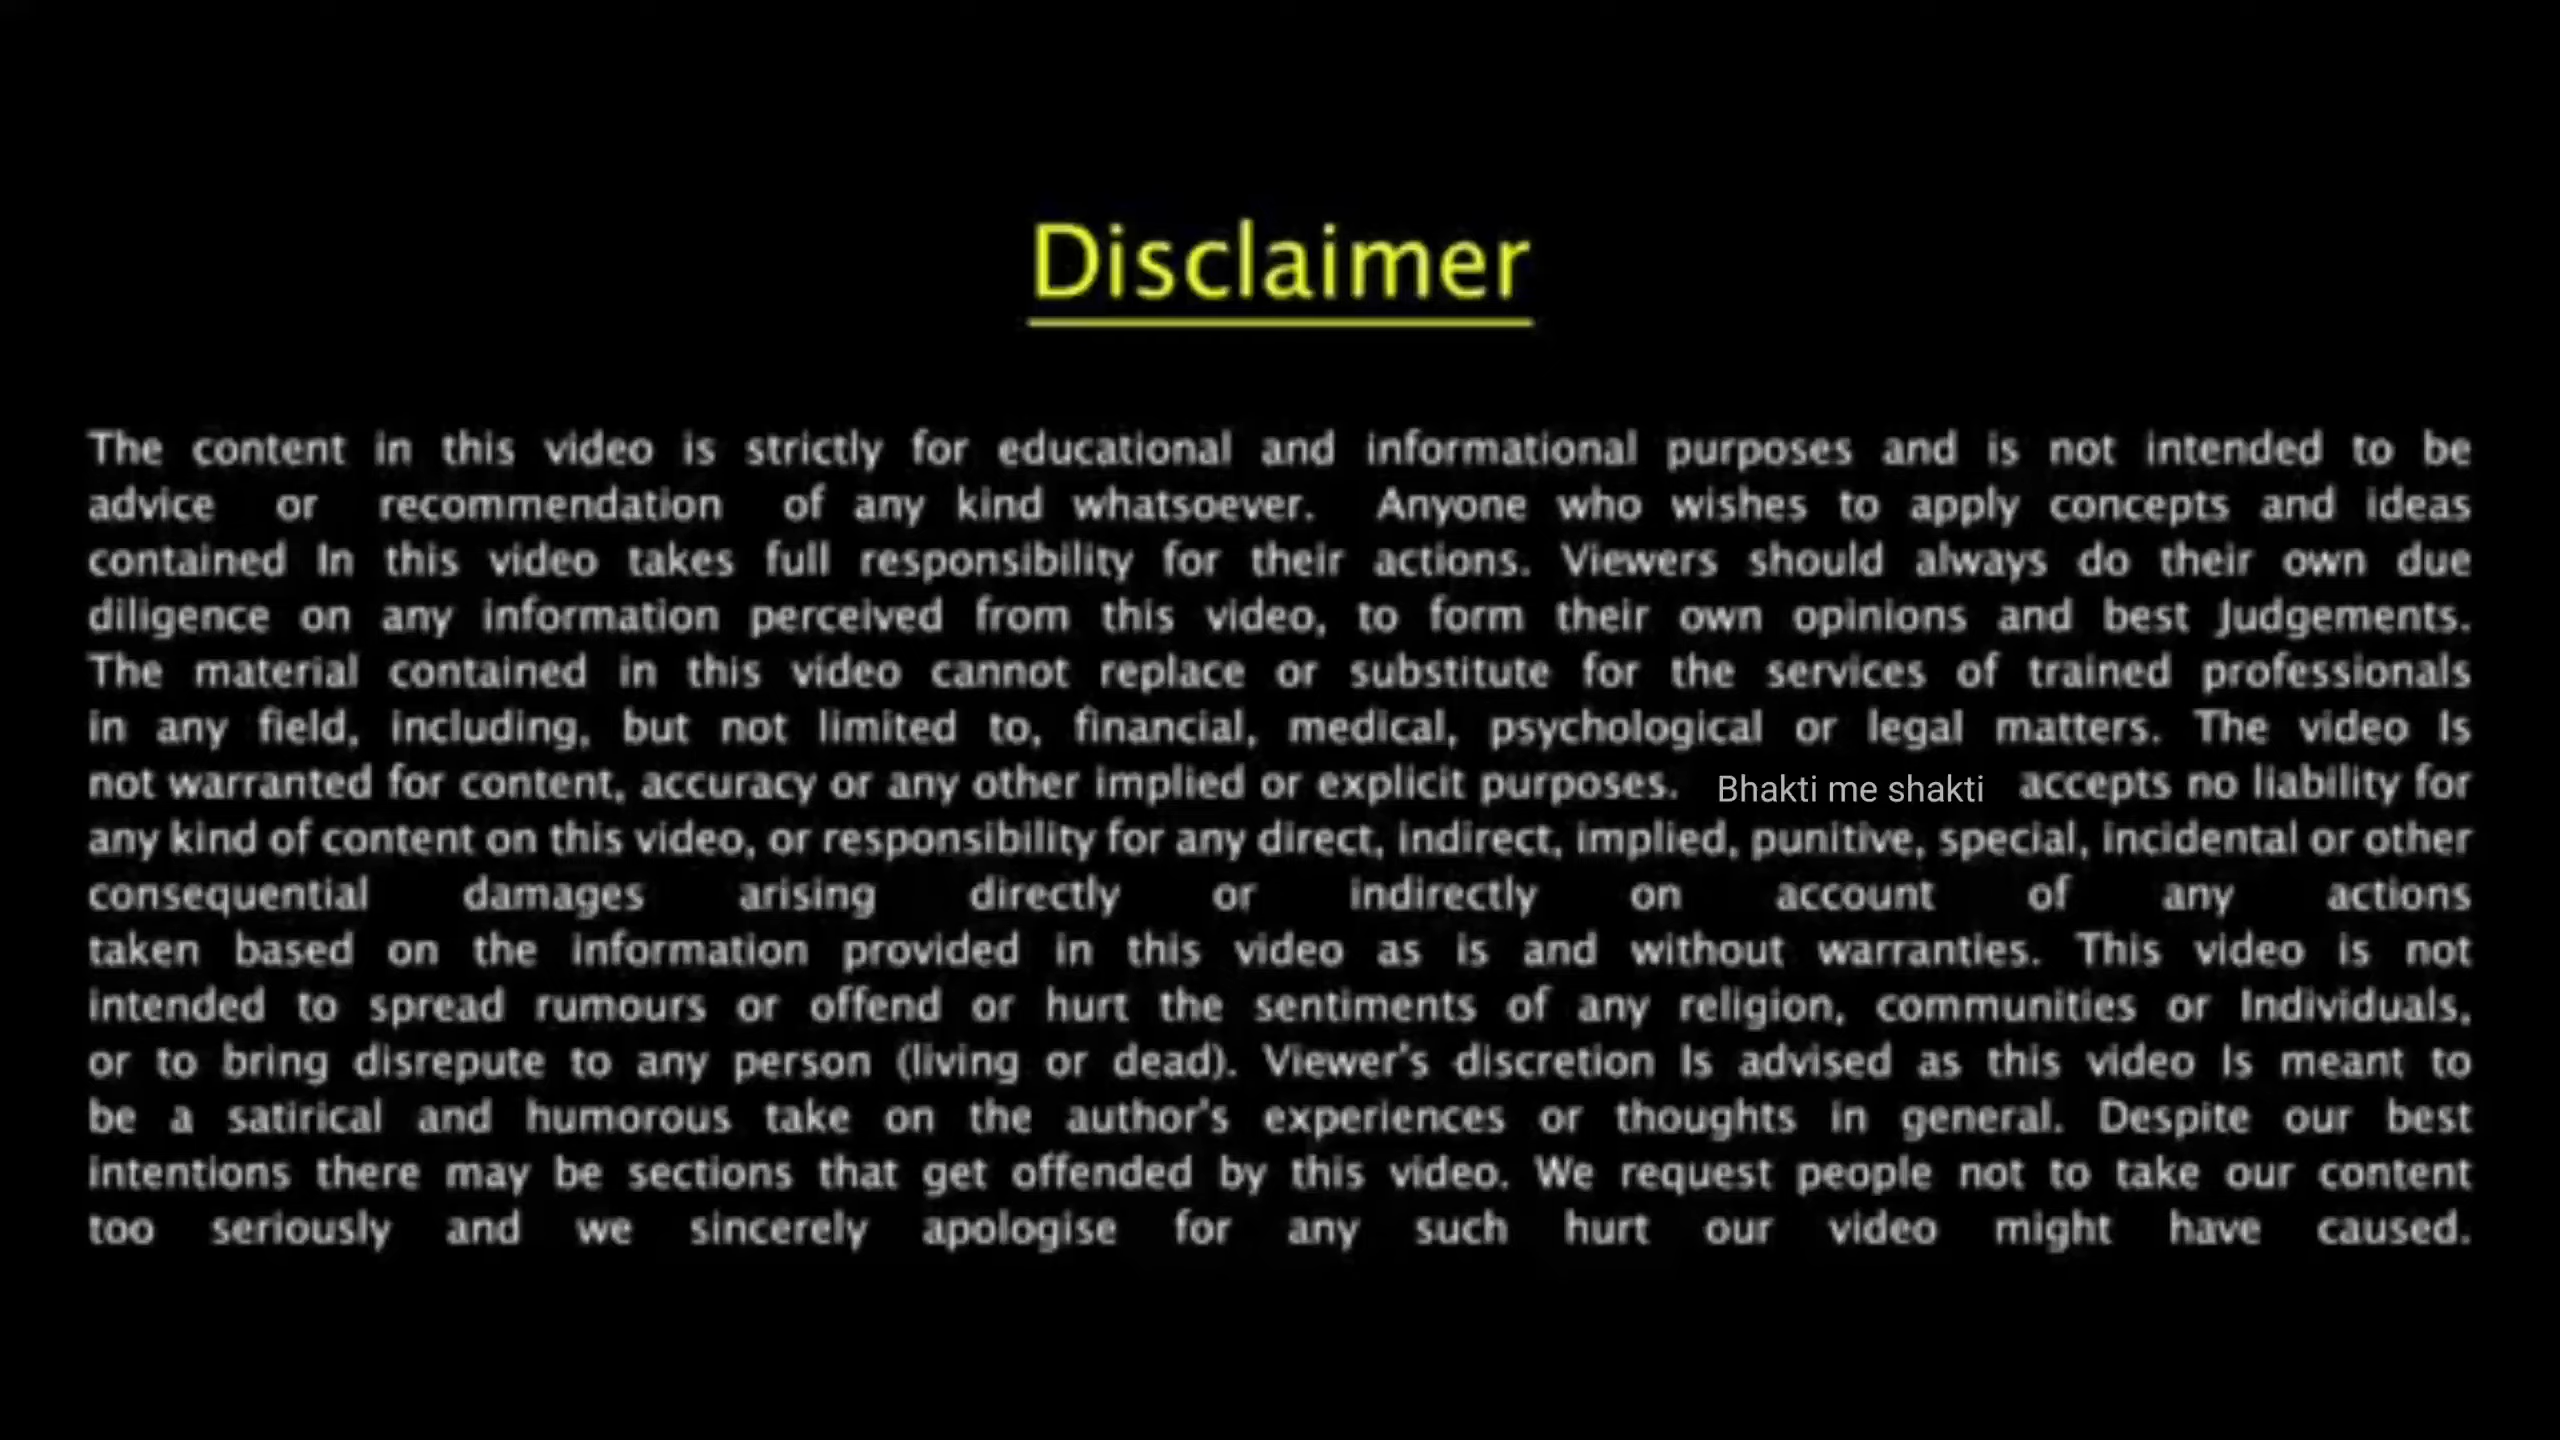 Disclaimer
The content in this video is strictly for educational and informational purposes and is not intended to be
advice or recommendation of any kind whatsoever. Anyone who wishes to apply concepts and ideas
contained In this video takes full responsibility for their actions. Viewers should always do their own due
diligence on any information perceived from this video, to form their own opinions and best Judgements.
The material contained in this video cannot replace or substitute for the services of trained professionals
in any field, including, but not limited to, financial, medical, psychological or legal matters. The video Is
not warranted for content, accuracy or any other implied or explicit purposes. Bhakti me shakti accepts no liability for
any kind of content on this video, or responsibility for any direct, indirect, implied, punitive, special, incidental or other
consequential damages arising directly or indirectly on account of any actions
taken based on the information provided in this video as is and without warranties. This video is not
intended to spread rumours or offend or hurt the sentiments of any religion, communities or Individuals,
or to bring disrepute to any person (living or dead). Viewer's discretion Is advised as this video Is meant to
be a satirical and humorous take on the author's experiences or thoughts in general. Despite our best
intentions there may be sections that get offended by this video. We request people not to take our content
too seriously and we sincerely apologise for any such hurt our video might have caused.